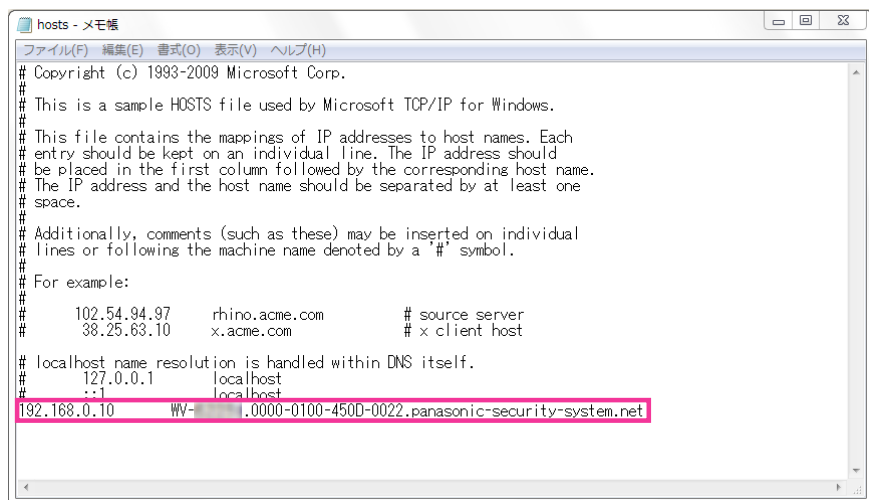 hosts - メモ帳
ファイル(F) 編集(E) 書式(O) 表示(V) ヘルプ(H)
# Copyright (c) 1993-2009 Microsoft Corp.
#
# This is a sample HOSTS file used by Microsoft TCP/IP for Windows.
#
# This file contains the mappings of IP addresses to host names. Each
# entry should be kept on an individual line. The IP address should
# be placed in the first column followed by the corresponding host name.
# The IP address and the host name should be separated by at least one
# space.
#
# Additionally, comments (such as these) may be inserted on individual
# lines or following the machine name denoted by a '#' symbol.
#
# For example:
#
# 102.54.94.97 rhino.acme.com # source server
# 38.25.63.10 x.acme.com # x client host
# localhost name resolution is handled within DNS itself.
# 127.0.0.1 localhost
# ::1 localhost
192.168.0.10 WV- .0000-0100-450D-0022.panasonic-security-system.net